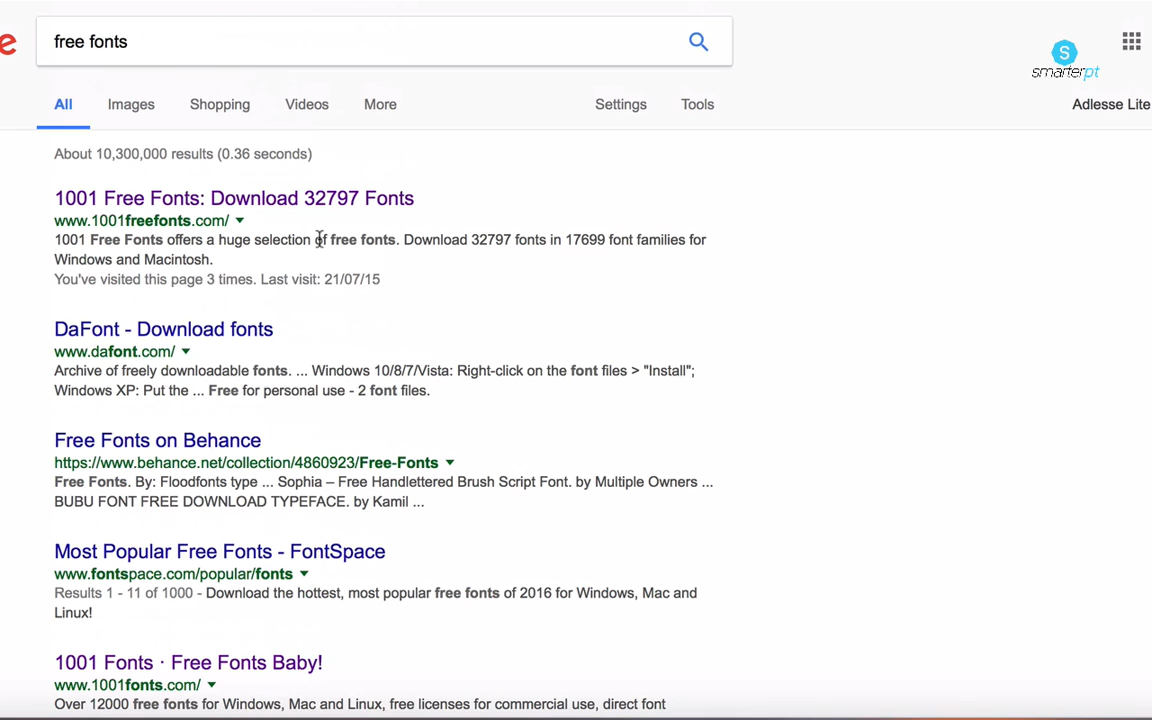 e
free fonts
S
smarterpt
All Images Shopping Videos More Settings Tools
Adlesse Lite
About 10,300,000 results (0.36 seconds)
1001 Free Fonts: Download 32797 Fonts
www.1001freefonts.com/
1001 Free Fonts offers a huge selection of free fonts. Download 32797 fonts in 17699 font families for
Windows and Macintosh.
You've visited this page 3 times. Last visit: 21/07/15
DaFont - Download fonts
www.dafont.com/
Archive of freely downloadable fonts. ... Windows 10/8/7/Vista: Right-click on the font files > "Install";
Windows XP: Put the ... Free for personal use - 2 font files.
Free Fonts on Behance
https://www.behance.net/collection/4860923/Free-Fonts
Free Fonts. By: Floodfonts type ... Sophia – Free Handlettered Brush Script Font. by Multiple Owners ...
BUBU FONT FREE DOWNLOAD TYPEFACE. by Kamil ...
Most Popular Free Fonts - FontSpace
www.fontspace.com/popular/fonts
Results 1 - 11 of 1000 - Download the hottest, most popular free fonts of 2016 for Windows, Mac and
Linux!
1001 Fonts · Free Fonts Baby!
www.1001fonts.com/
Over 12000 free fonts for Windows, Mac and Linux, free licenses for commercial use, direct font